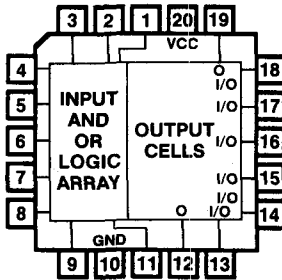 3 2 1 20 19
VCC
4 O 18
I/O
5 INPUT 17
AND OUTPUT
6 OR CELLS I/O 16
LOGIC
7 ARRAY I/O 15
I/O
8 O I/O 14
GND
9 10 11 12 13